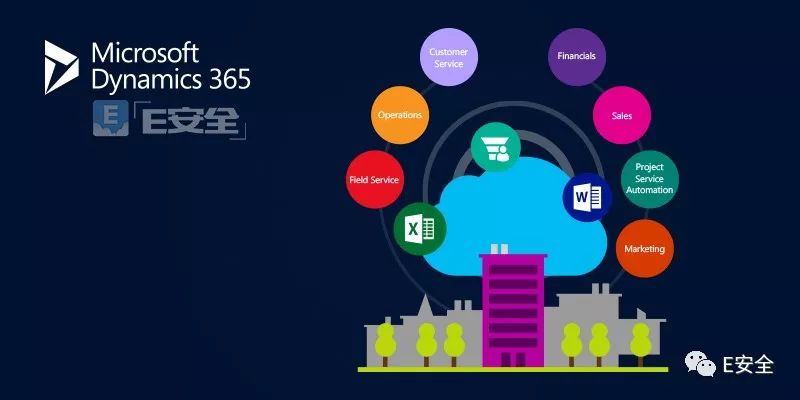 Microsoft
Dynamics 365
E
E安全
Customer
Service
Financials
Operations
Sales
Field Service
Project
Service
Automation
X
W
Marketing
E安全